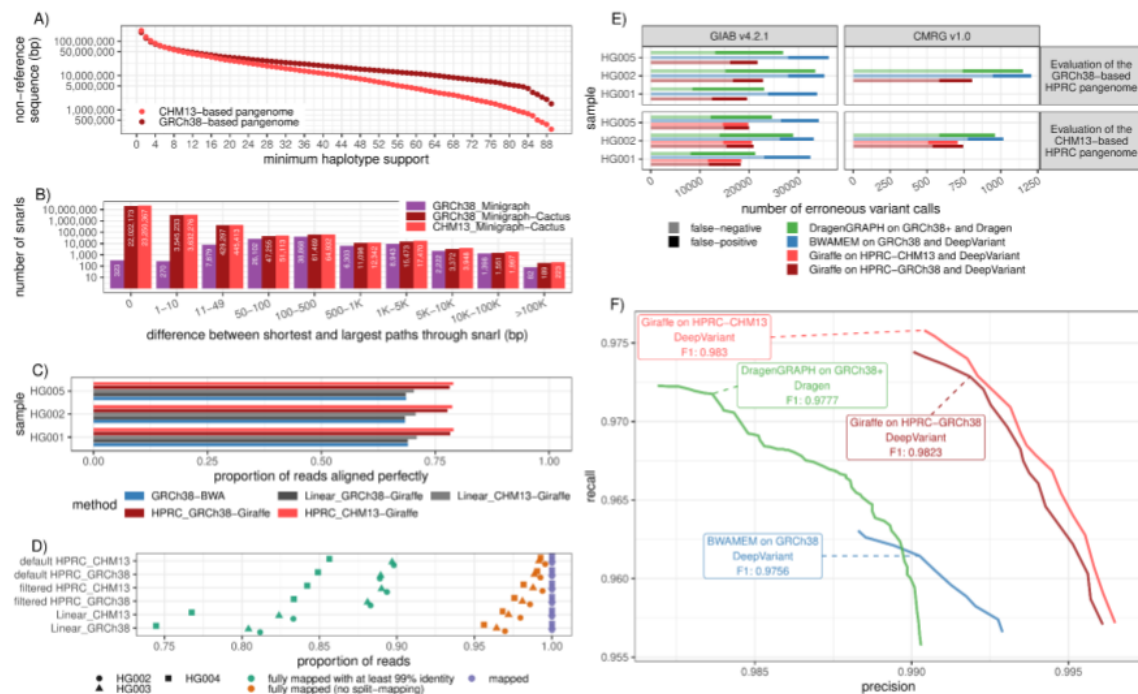 A)
non-reference
sequence (bp)
100,000,000
50,000,000
10,000,000
5,000,000
1,000,000
500,000
CHM13-based pangenome
GRCh38-based pangenome
0 4 8 12 16 20 24 28 32 36 40 44 48 52 56 60 64 68 72 76 80 84 88
minimum haplotype support
B)
number of snarls
10,000,000
1,000,000
100,000
10,000
1,000
100
10
GRCh38_Minigraph
GRCh38_Minigraph-Cactus
CHM13_Minigraph-Cactus
0 1-10 11-49 50-100 100-500 500-1K 1K-5K 5K-10K 10K-100K >100K
difference between shortest and largest paths through snarl (bp)
C)
sample
HG005
HG002
HG001
0.00 0.25 0.50 0.75 1.00
proportion of reads aligned perfectly
method
GRCh38-BWA Linear_GRCh38-Giraffe Linear_CHM13-Giraffe
HPRC_GRCh38-Giraffe HPRC_CHM13-Giraffe
D)
default HPRC_CHM13
default HPRC_GRCh38
filtered HPRC_CHM13
filtered HPRC_GRCh38
Linear_CHM13
Linear_GRCh38
0.75 0.80 0.85 0.90 0.95 1.00
proportion of reads
HG002 HG004 fully mapped with at least 99% identity mapped
HG003 fully mapped (no split-mapping)
E)
GIAB v4.2.1 CMRG v1.0
sample
HG005
HG002
HG001
Evaluation of the
GRCh38-based
HPRC pangenome
HG005
HG002
HG001
Evaluation of the
CHM13-based
HPRC pangenome
0 10000 20000 30000 0 250 500 750 1000 1250
number of erroneous variant calls
false-negative
false-positive
DragenGRAPH on GRCh38+ and Dragen
BWAMEM on GRCh38 and DeepVariant
Giraffe on HPRC-CHM13 and DeepVariant
Giraffe on HPRC-GRCh38 and DeepVariant
F)
recall
0.975
0.970
0.965
0.960
0.955
Giraffe on HPRC-CHM13
DeepVariant
F1: 0.983
DragenGRAPH on GRCh38+
Dragen
F1: 0.9777
Giraffe on HPRC-GRCh38
DeepVariant
F1: 0.9823
BWAMEM on GRCh38
DeepVariant
F1: 0.9756
0.985 0.990 0.995
precision